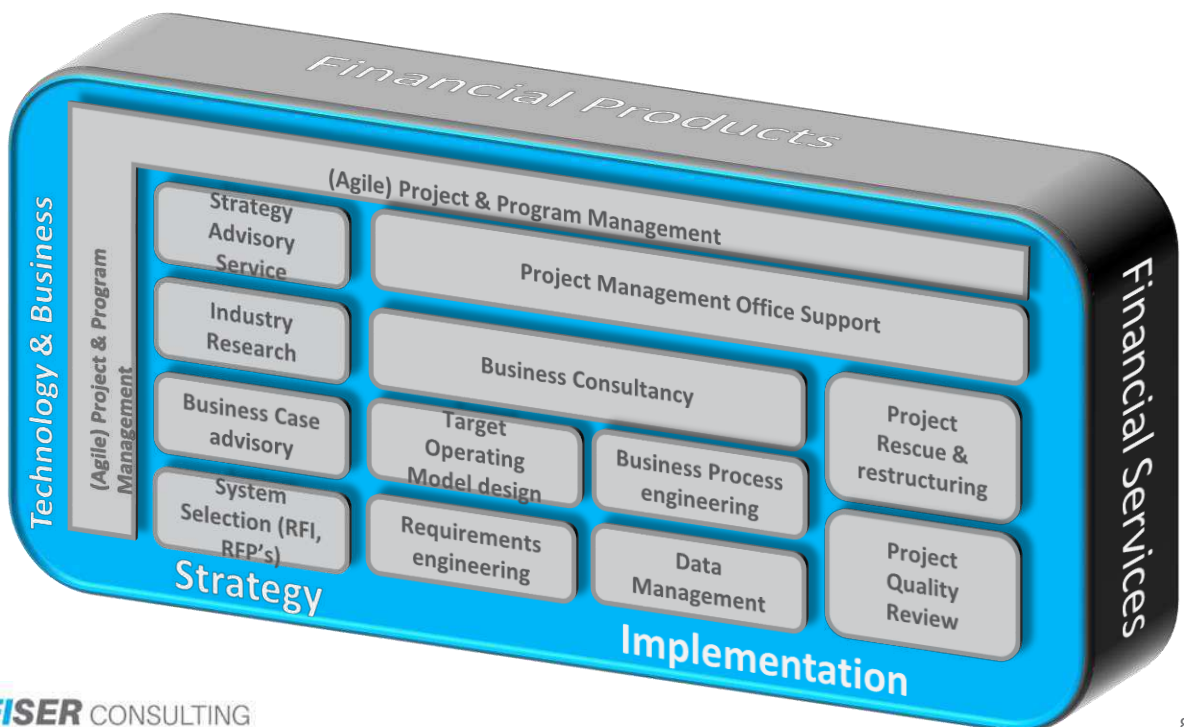 Financial Products
Technology & Business
(Agile) Project & Program
Management
(Agile) Project & Program Management
Strategy
Advisory
Service
Project Management Office Support
Industry
Research
Business Consultancy
Business Case
advisory
Target
Operating
Model design
Business Process
engineering
Project
Rescue &
restructuring
System
Selection (RFI,
RFP's)
Requirements
engineering
Data
Management
Project
Quality
Review
Strategy
Implementation
Financial Services
FISER CONSULTING